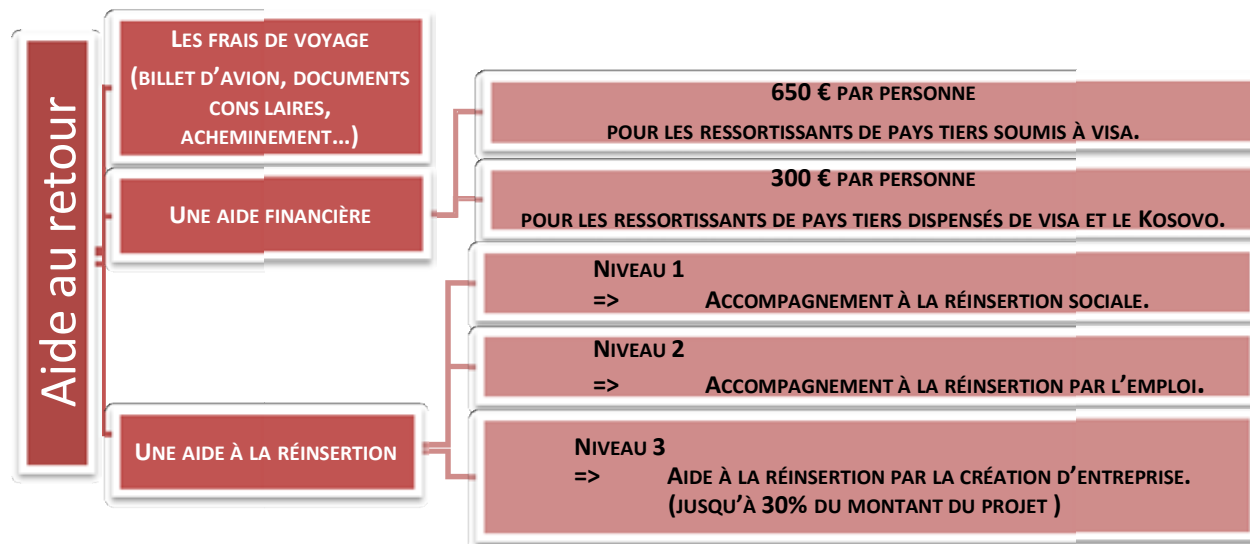 Aide au retour
LES FRAIS DE VOYAGE
(BILLET D'AVION, DOCUMENTS
CONS LAIRES,
ACHEMINEMENT...)
UNE AIDE FINANCIÈRE
650 € PAR PERSONNE
POUR LES RESSORTISSANTS DE PAYS TIERS SOUMIS À VISA.
300 € PAR PERSONNE
POUR LES RESSORTISSANTS DE PAYS TIERS DISPENSÉS DE VISA ET LE KOSOVO.
UNE AIDE À LA RÉINSERTION
NIVEAU 1
=> ACCOMPAGNEMENT À LA RÉINSERTION SOCIALE.
NIVEAU 2
=> ACCOMPAGNEMENT À LA RÉINSERTION PAR L'EMPLOI.
NIVEAU 3
=> AIDE À LA RÉINSERTION PAR LA CRÉATION D'ENTREPRISE.
(JUSQU'À 30% DU MONTANT DU PROJET )